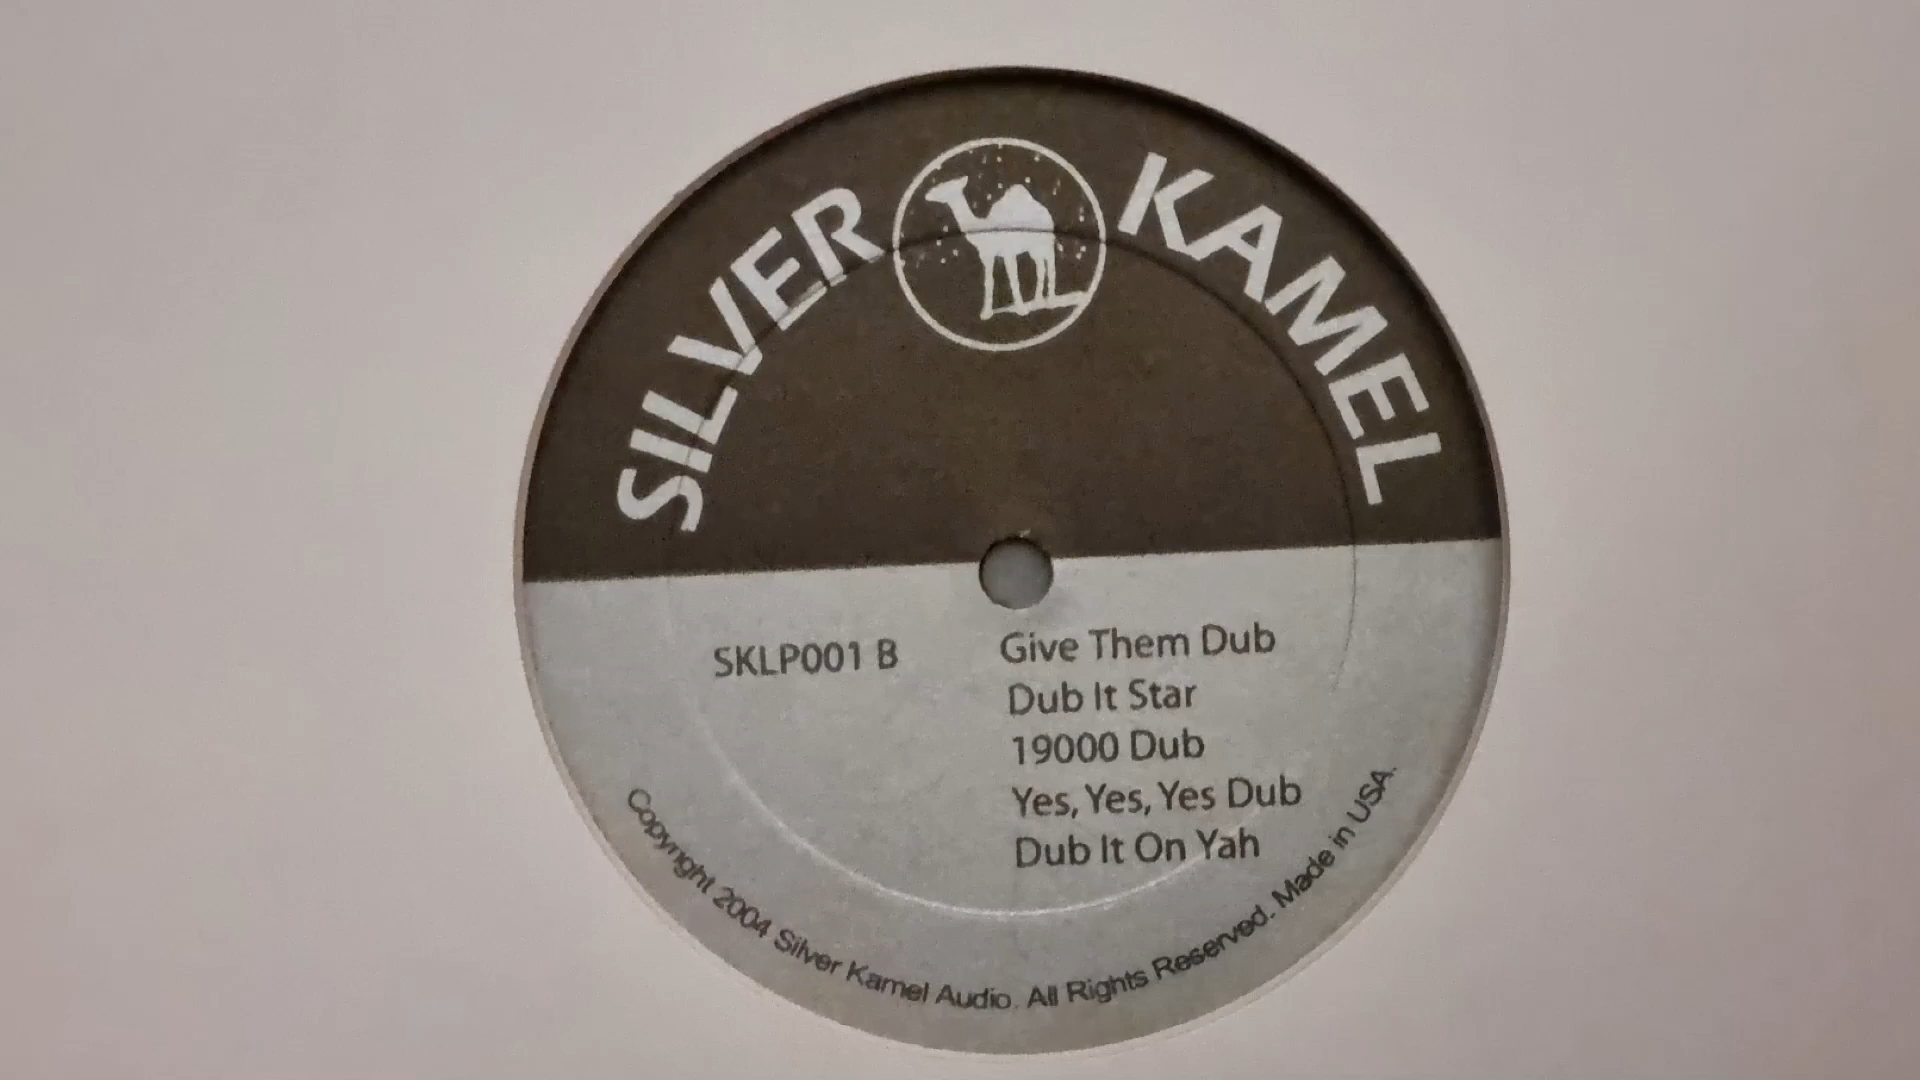 SILVER KAMEL
SKLP001 B
Give Them Dub
Dub It Star
19000 Dub
Yes, Yes, Yes Dub
Dub It On Yah
Copyright 2004 Silver Kamel Audio. All Rights Reserved. Made in USA.